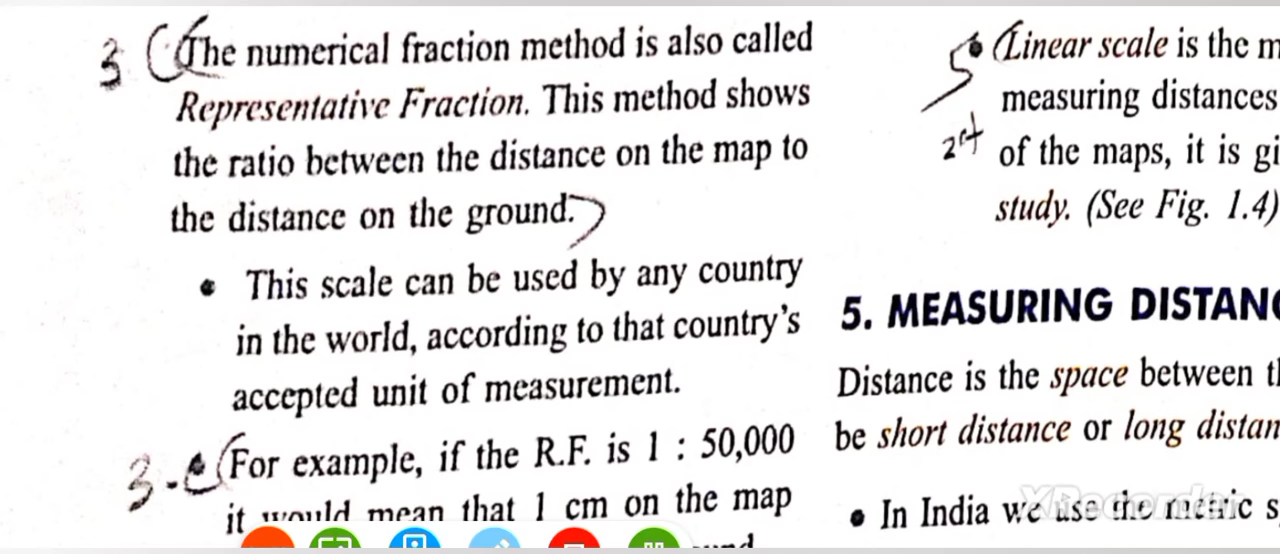 3 (The numerical fraction method is also called
Representative Fraction. This method shows
the ratio between the distance on the map to
the distance on the ground.)
• This scale can be used by any country
in the world, according to that country's
accepted unit of measurement.
3. • (For example, if the R.F. is 1 : 50,000
it would mean that 1 cm on the map
5 • (Linear scale is the
measuring distances
of the maps, it is
study. (See Fig. 1.4)
5. MEASURING
Distance is the space between
be short distance or long
• In India we use the metric
XRecorder